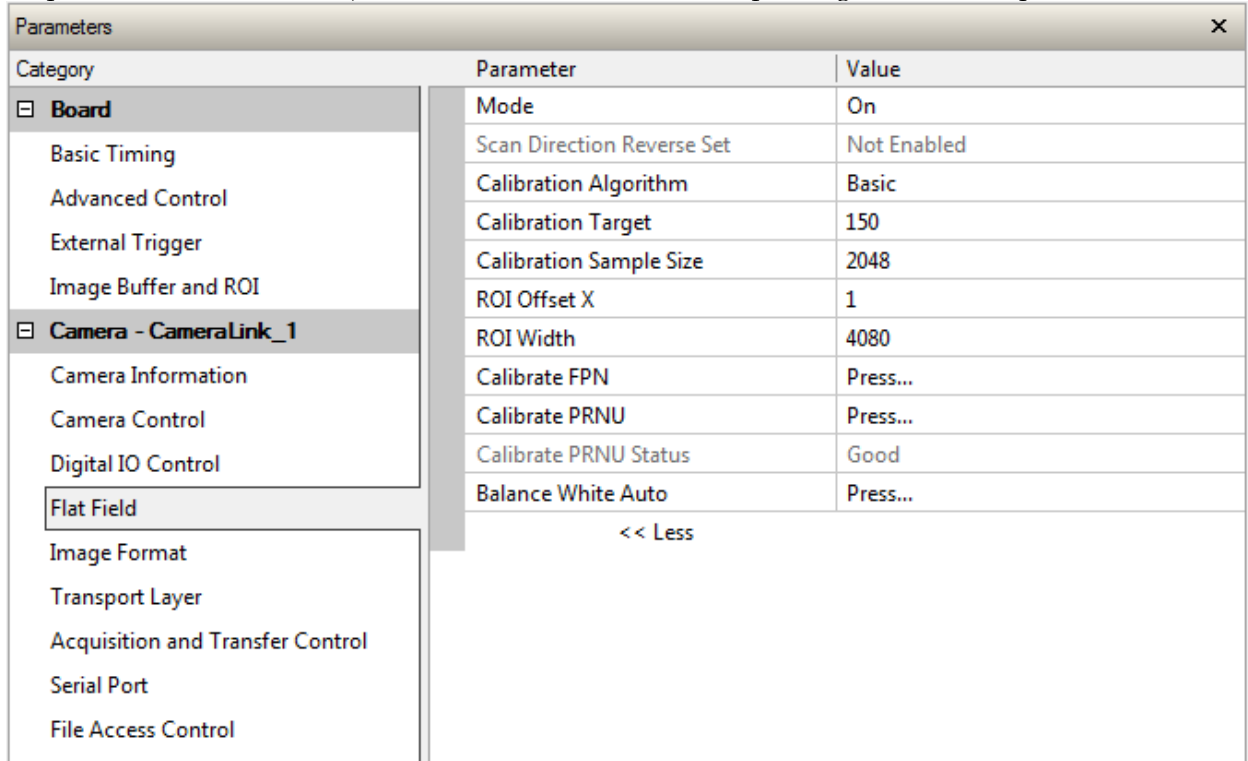 Parameters
Category Parameter Value
Board
Basic Timing
Advanced Control
External Trigger
Image Buffer and ROI
Camera - CameraLink_1
Camera Information
Camera Control
Digital IO Control
Flat Field
Image Format
Transport Layer
Acquisition and Transfer Control
Serial Port
File Access Control
Mode On
Scan Direction Reverse Set Not Enabled
Calibration Algorithm Basic
Calibration Target 150
Calibration Sample Size 2048
ROI Offset X 1
ROI Width 4080
Calibrate FPN Press...
Calibrate PRNU Press...
Calibrate PRNU Status Good
Balance White Auto Press...
<< Less